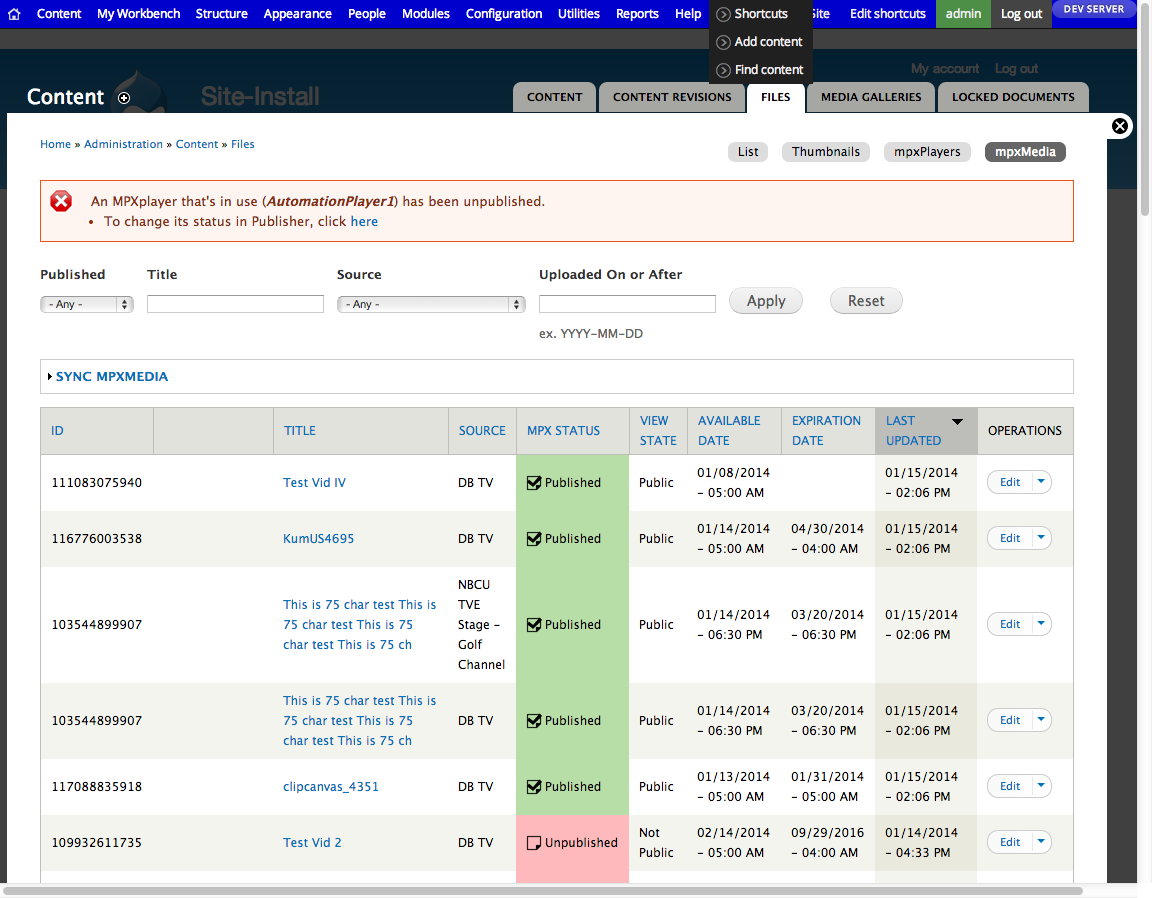 Content My Workbench Structure Appearance People Modules Configuration Utilities Reports Help Shortcuts Edit shortcuts admin Log out DEV SERVER
Add content
Find content
My account Log out
Content Site-Install
CONTENT CONTENT REVISIONS FILES MEDIA GALLERIES LOCKED DOCUMENTS
Home » Administration » Content » Files
List Thumbnails mpxPlayers mpxMedia
An MPXplayer that's in use (AutomationPlayer1) has been unpublished.
• To change its status in Publisher, click here
Published Title Source Uploaded On or After
- Any - - Any - Apply Reset
ex. YYYY-MM-DD
SYNC MPXMEDIA
ID TITLE SOURCE MPX STATUS VIEW STATE AVAILABLE DATE EXPIRATION DATE LAST UPDATED OPERATIONS
111083075940 Test Vid IV DB TV Published Public 01/08/2014 - 05:00 AM 01/15/2014 - 02:06 PM Edit
116776003538 KumUS4695 DB TV Published Public 01/14/2014 - 05:00 AM 04/30/2014 - 04:00 AM 01/15/2014 - 02:06 PM Edit
103544899907 This is 75 char test This is 75 char test This is 75 char test This is 75 ch NBCU TVE Stage - Golf Channel Published Public 01/14/2014 - 06:30 PM 03/20/2014 - 06:30 PM 01/15/2014 - 02:06 PM Edit
103544899907 This is 75 char test This is 75 char test This is 75 char test This is 75 ch DB TV Published Public 01/14/2014 - 06:30 PM 03/20/2014 - 06:30 PM 01/15/2014 - 02:06 PM Edit
117088835918 clipcanvas_4351 DB TV Published Public 01/13/2014 - 05:00 AM 01/31/2014 - 05:00 AM 01/15/2014 - 02:06 PM Edit
109932611735 Test Vid 2 DB TV Unpublished Not Public 02/14/2014 - 05:00 AM 09/29/2016 - 04:00 AM 01/14/2014 - 04:33 PM Edit